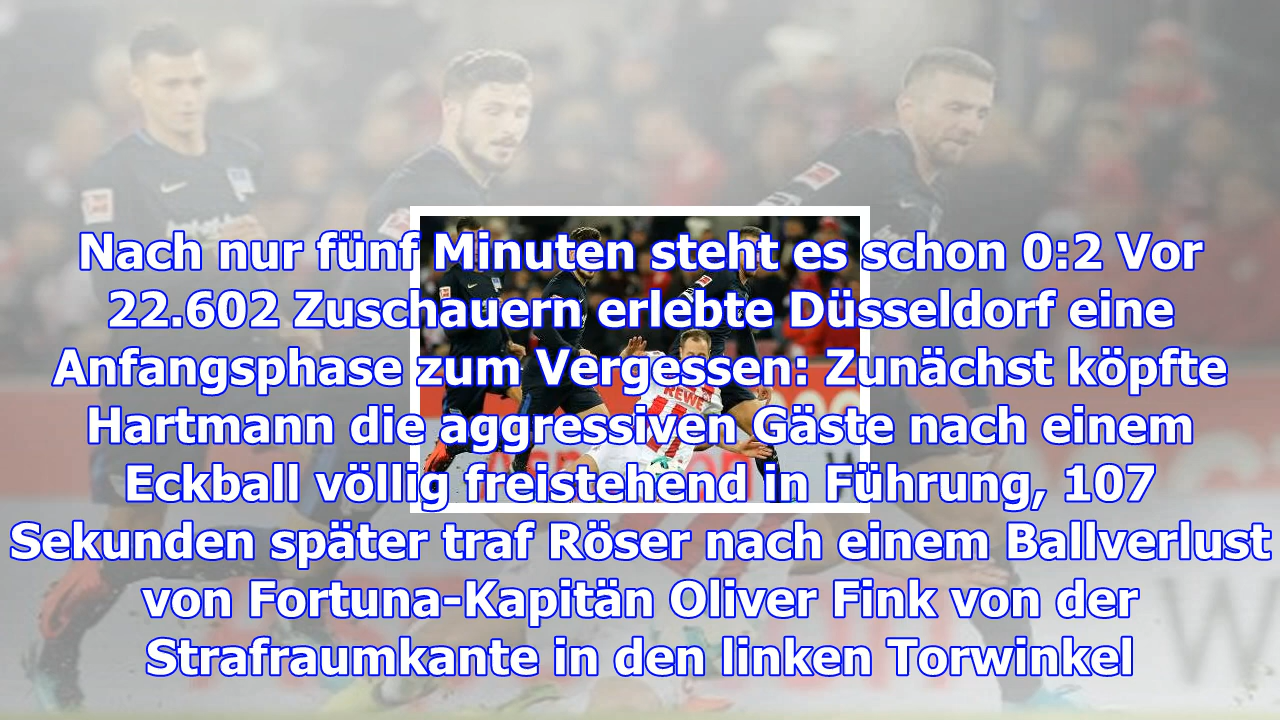 Nach nur fünf Minuten steht es schon 0:2 Vor
22.602 Zuschauern erlebte Düsseldorf eine
Anfangsphase zum Vergessen: Zunächst köpfte
Hartmann die aggressiven Gäste nach einem
Eckball völlig freistehend in Führung, 107
Sekunden später traf Röser nach einem Ballverlust
von Fortuna-Kapitän Oliver Fink von der
Strafraumkante in den linken Torwinkel
REWE